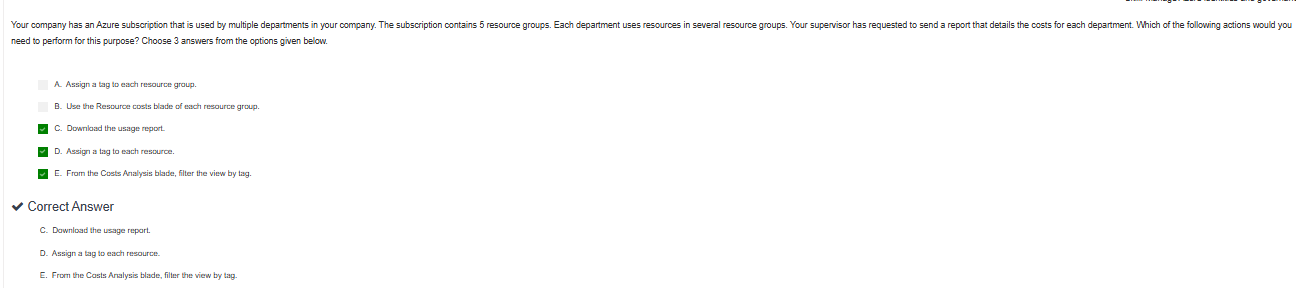 Your company has an Azure subscription that is used by multiple departments in your company. The subscription contains 5 resource groups. Each department uses resources in several resource groups. Your supervisor has requested to send a report that details the costs for each department. Which of the following actions would you
need to perform for this purpose? Choose 3 answers from the options given below.
A. Assign a tag to each resource group.
B. Use the Resource costs blade of each resource group.
C. Download the usage report.
D. Assign a tag to each resource.
E. From the Costs Analysis blade, filter the view by tag.
Correct Answer
C. Download the usage report.
D. Assign a tag to each resource.
E. From the Costs Analysis blade, filter the view by tag.